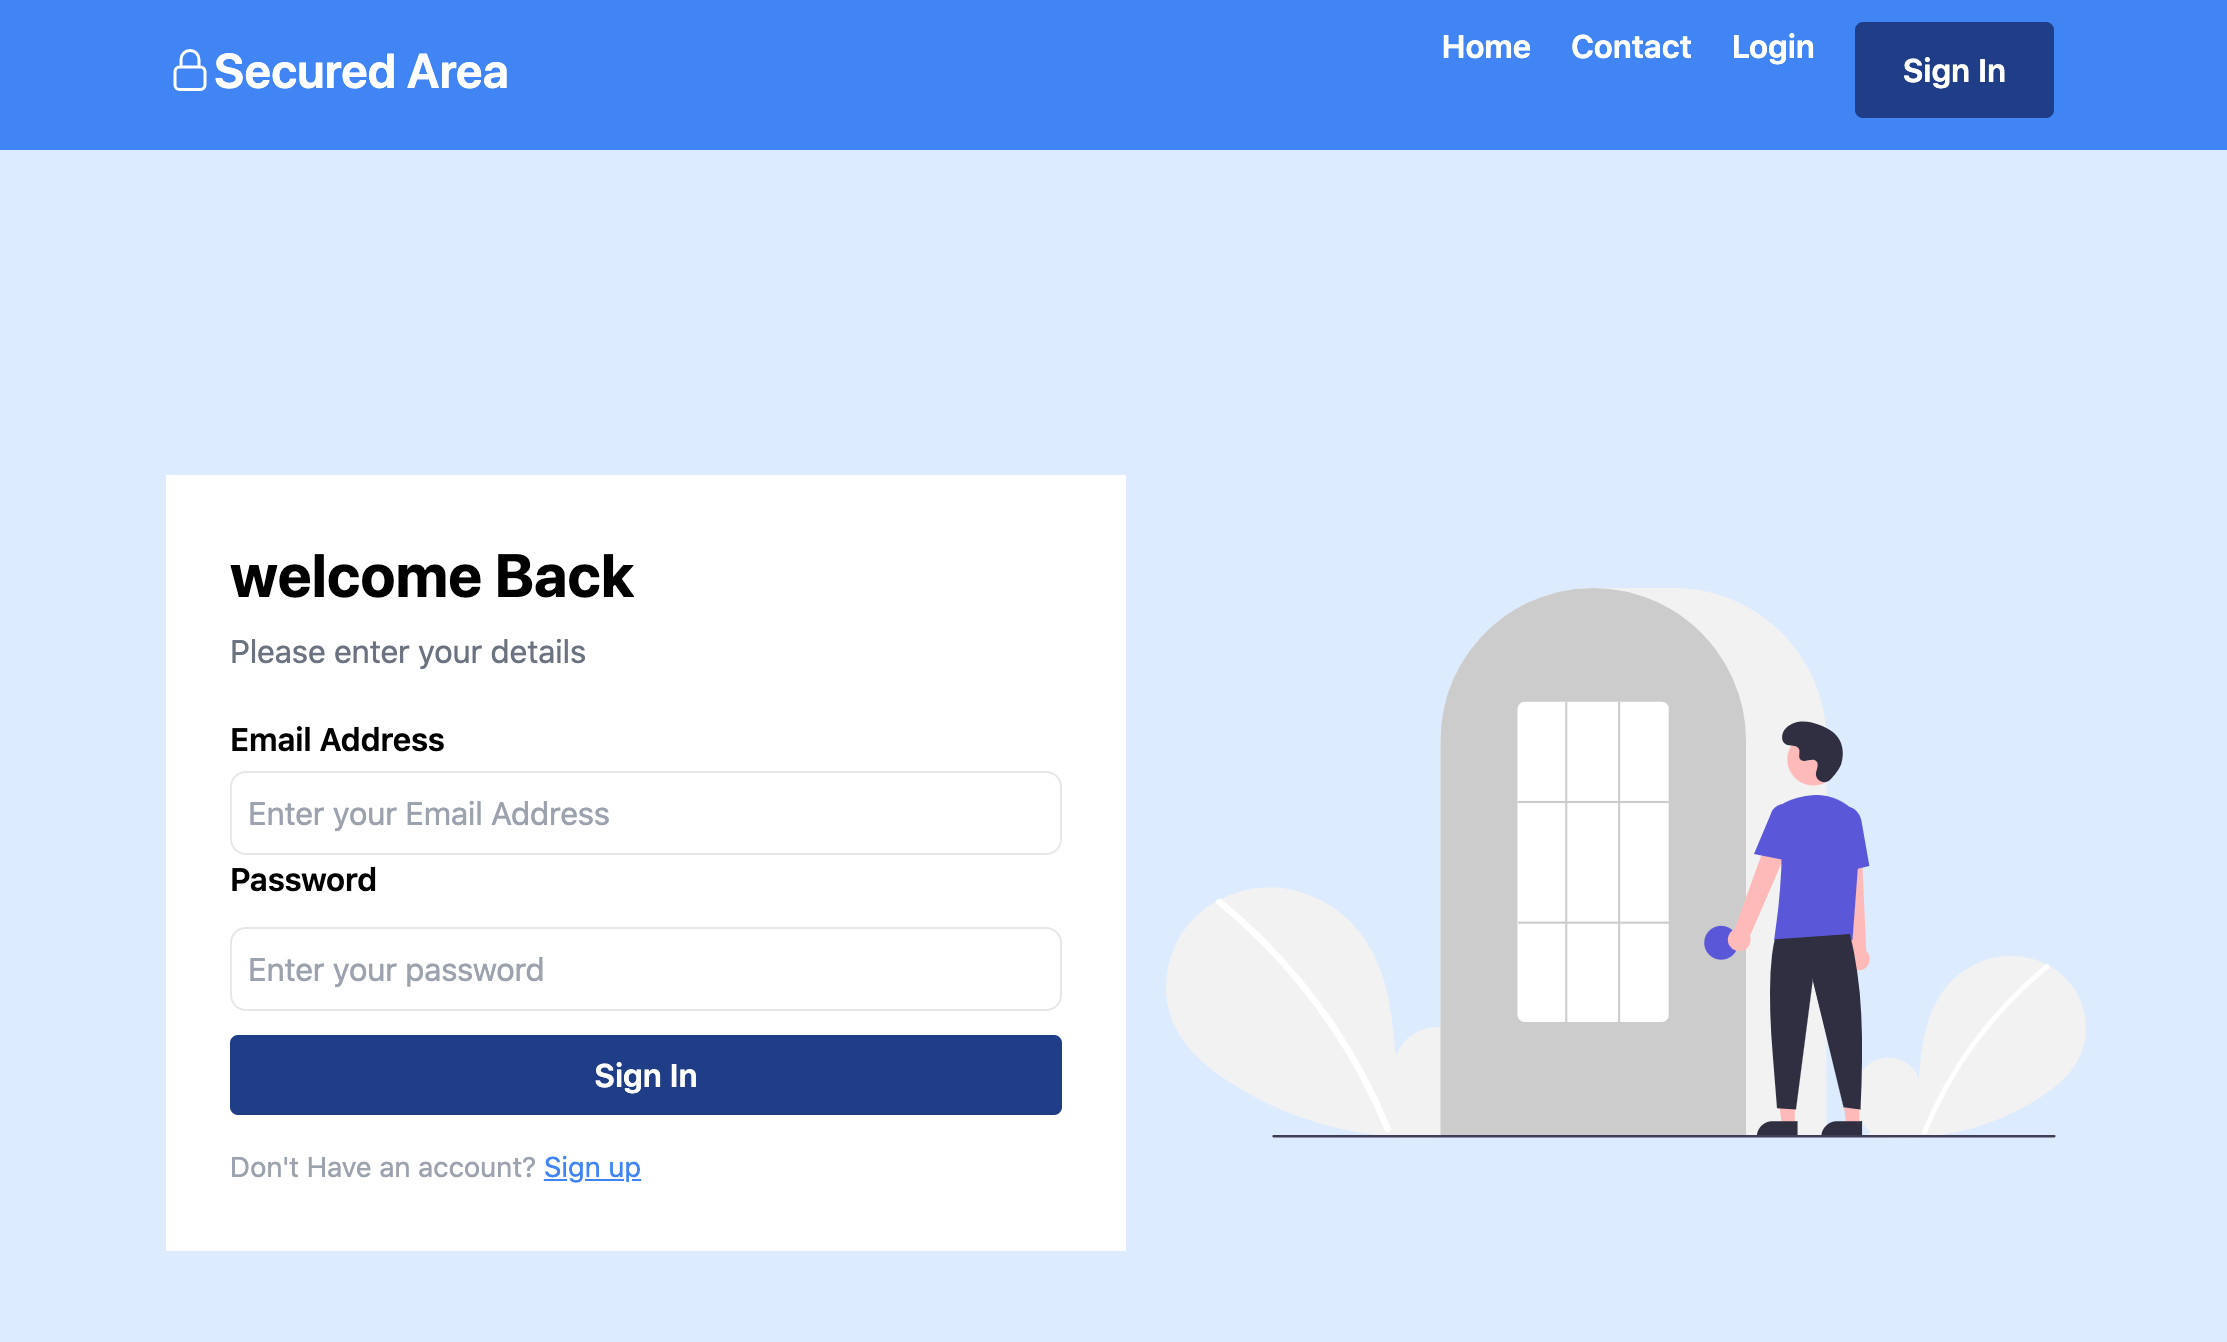 Secured Area
Home Contact Login Sign In
welcome Back
Please enter your details
Email Address
Enter your Email Address
Password
Enter your password
Sign In
Don't Have an account? Sign up